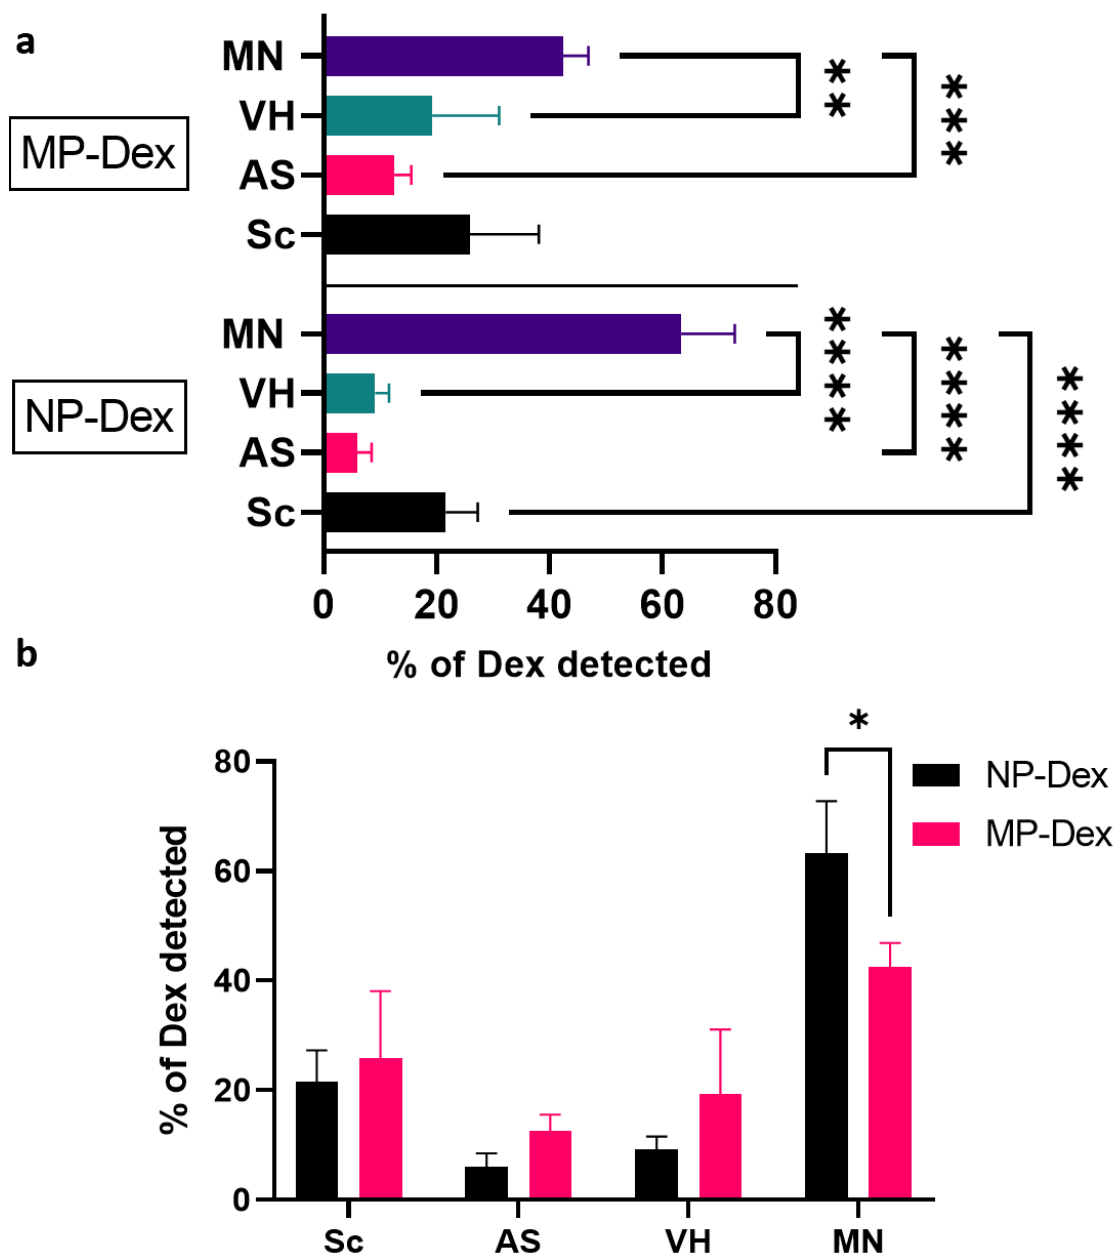 a
MP-Dex
MN
VH
AS
Sc
**
***
NP-Dex
MN
VH
AS
Sc
****
****
****
0 20 40 60 80
% of Dex detected
b
% of Dex detected
80
60
40
20
0
*
NP-Dex
MP-Dex
Sc AS VH MN